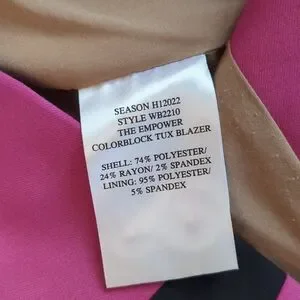 SEASON H12022
STYLE WB2210
THE EMPOWER
COLORBLOCK TUX BLAZER
SHELL: 74% POLYESTER/
24% RAYON/ 2% SPANDEX
LINING: 95% POLYESTER/
5% SPANDEX